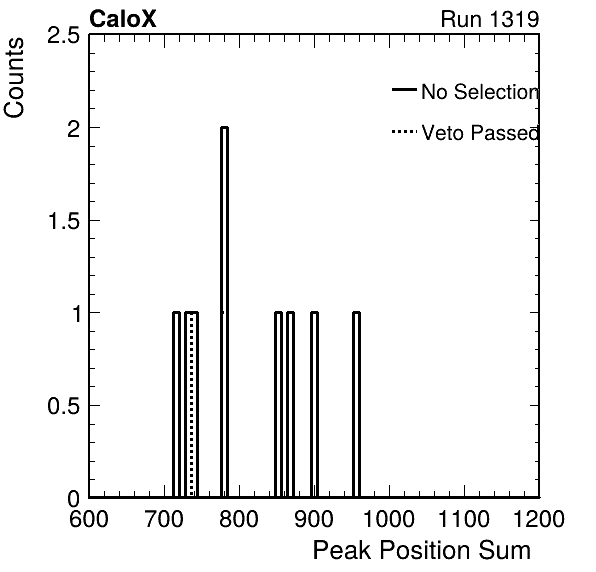 CaloX Run 1319
Counts
2.5
2
1.5
1
0.5
0
No Selection
Veto Passed
600 700 800 900 1000 1100 1200
Peak Position Sum